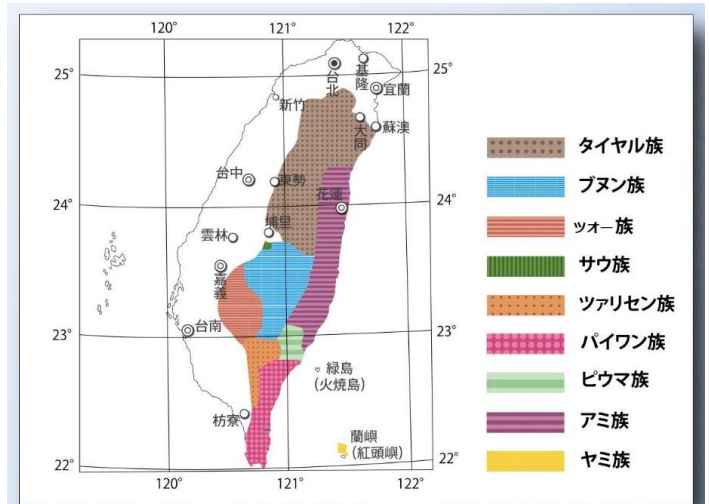 120°
121°
122°
25°
25°
台北
基隆
宜蘭
新竹
大同
蘇澳
台中
東勢
花蓮
24°
24°
埔里
雲林
嘉義
23°
23°
台南
緑島
(火焼島)
枋寮
蘭嶼
(紅頭嶼)
22°
22°
120°
121°
122°
タイヤル族
ブヌン族
ツオー族
サウ族
ツァリセン族
パイワン族
ピウマ族
アミ族
ヤミ族